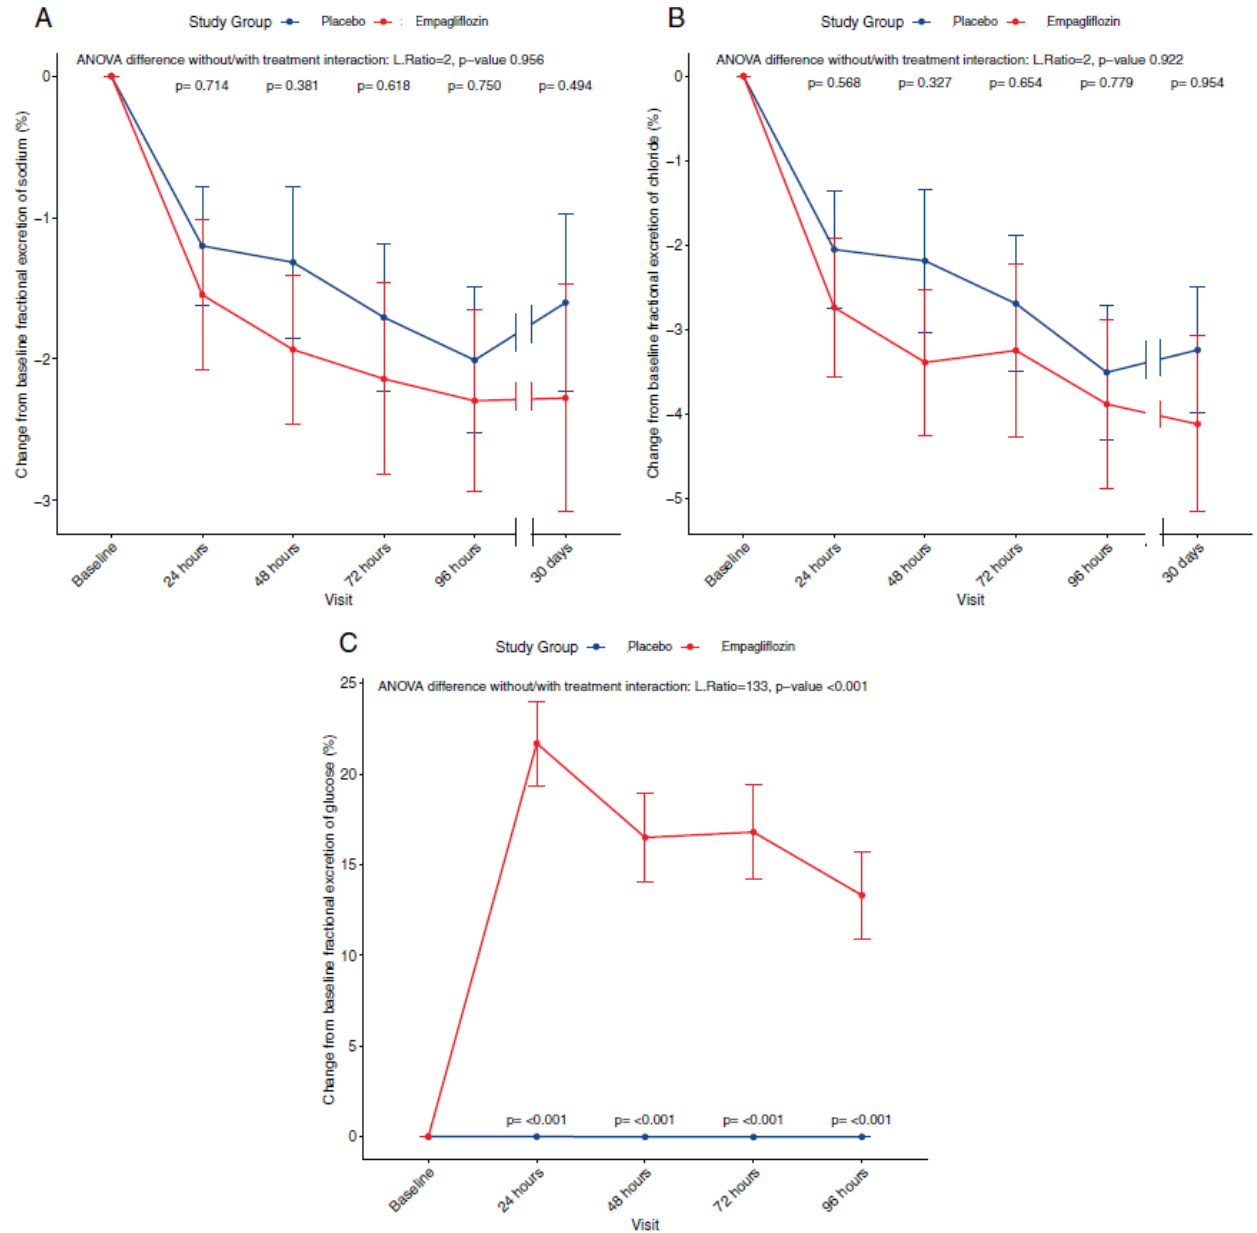 A
Study Group Placebo : Empagliflozin
ANOVA difference without/with treatment interaction: L.Ratio=2, p-value 0.956
p= 0.714 p= 0.381 p= 0.618 p= 0.750 p= 0.494
Change from baseline fractional excretion of sodium (%)
0
-1
-2
-3
Baseline
24 hours
48 hours
72 hours
96 hours
30 days
Visit
B
Study Group Placebo Empagliflozin
ANOVA difference without/with treatment interaction: L.Ratio=2, p-value 0.922
p= 0.568 p= 0.327 p= 0.654 p= 0.779 p= 0.954
Change from baseline fractional excretion of chloride (%)
0
-1
-2
-3
-4
-5
Baseline
24 hours
48 hours
72 hours
96 hours
30 days
Visit
C
Study Group Placebo Empagliflozin
ANOVA difference without/with treatment interaction: L.Ratio=133, p-value <0.001
Change from baseline fractional excretion of glucose (%)
25
20
15
10
5
0
p= <0.001 p= <0.001 p= <0.001 p= <0.001
Baseline
24 hours
48 hours
72 hours
96 hours
Visit